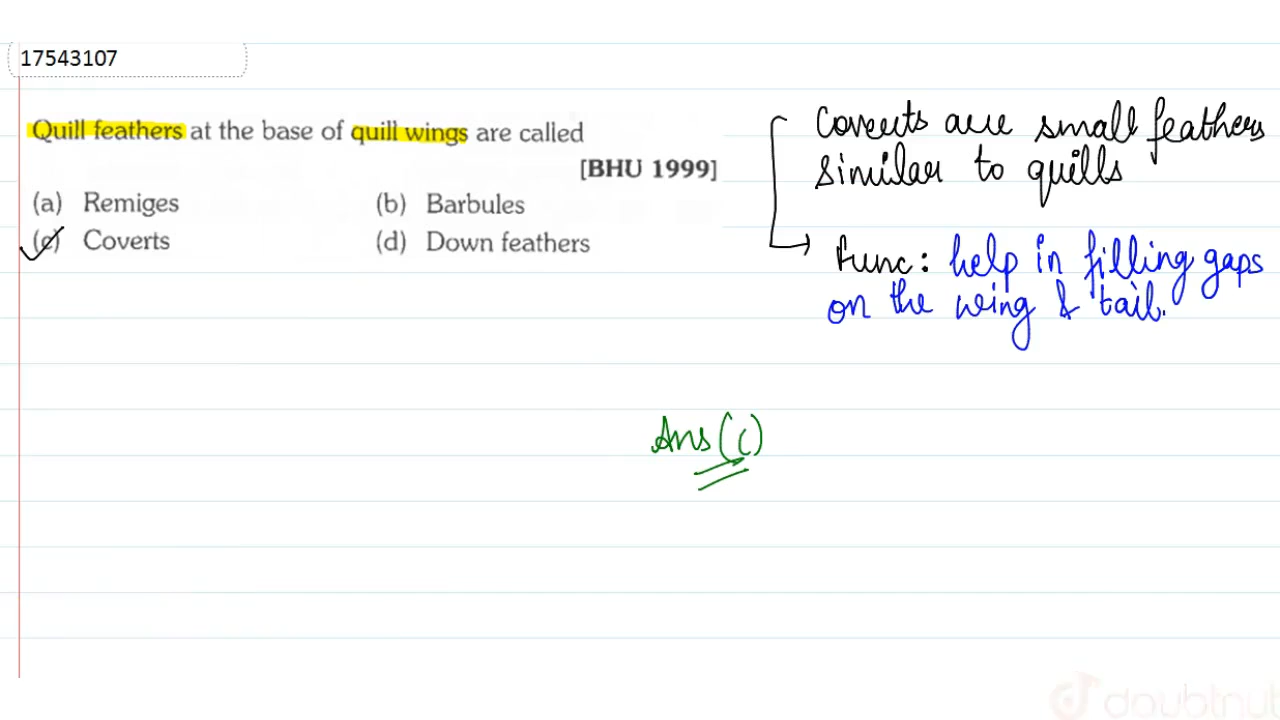 17543107
Quill feathers at the base of quill wings are called
[BHU 1999]
(a) Remiges (b) Barbules
(c) Coverts (d) Down feathers
Coverts are small feathers
similar to quills
func: help in filling gaps
on the wing & tail.
Ans (c)
doubtnut